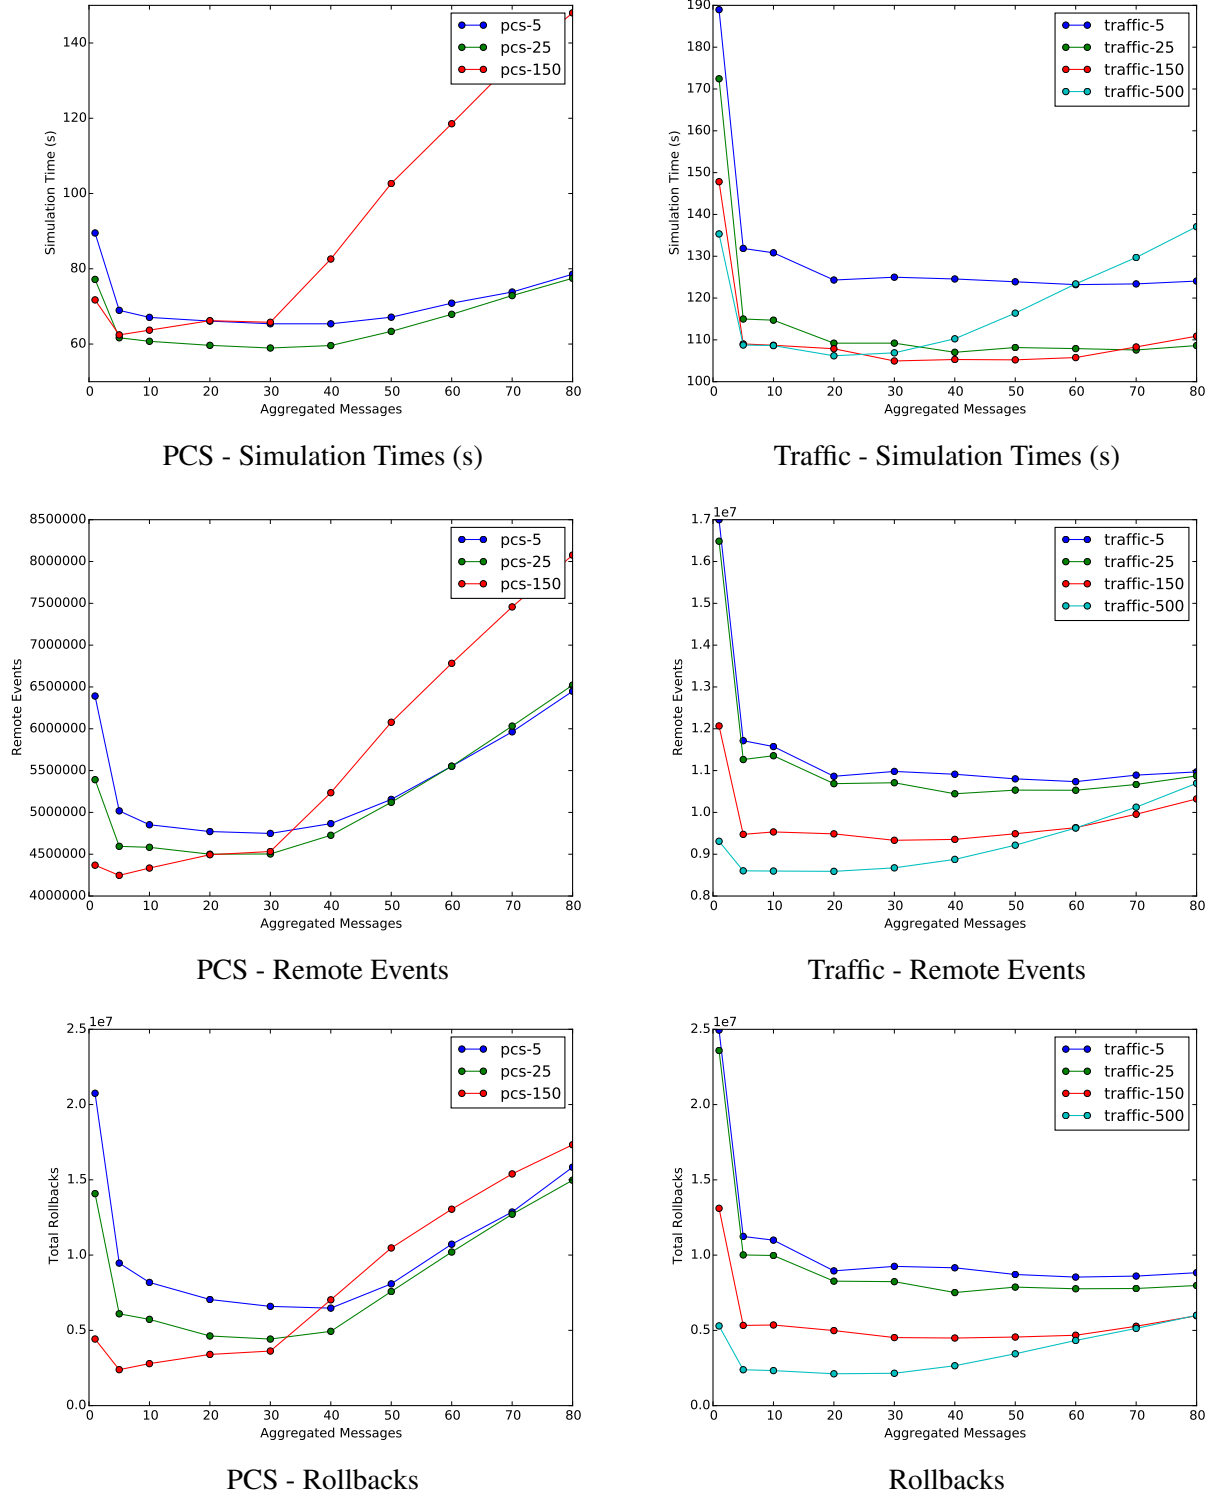 140
120
100
80
60
Simulation Time (s)
0 10 20 30 40 50 60 70 80
Aggregated Messages
pcs-5
pcs-25
pcs-150
PCS - Simulation Times (s)
190
180
170
160
150
140
130
120
110
100
Simulation Time (s)
0 10 20 30 40 50 60 70 80
Aggregated Messages
traffic-5
traffic-25
traffic-150
traffic-500
Traffic - Simulation Times (s)
8500000
8000000
7500000
7000000
6500000
6000000
5500000
5000000
4500000
4000000
Remote Events
0 10 20 30 40 50 60 70 80
Aggregated Messages
pcs-5
pcs-25
pcs-150
PCS - Remote Events
1e7
1.7
1.6
1.5
1.4
1.3
1.2
1.1
1.0
0.9
0.8
Remote Events
0 10 20 30 40 50 60 70 80
Aggregated Messages
traffic-5
traffic-25
traffic-150
traffic-500
Traffic - Remote Events
1e7
2.5
2.0
1.5
1.0
0.5
0.0
Total Rollbacks
0 10 20 30 40 50 60 70 80
Aggregated Messages
pcs-5
pcs-25
pcs-150
PCS - Rollbacks
1e7
2.5
2.0
1.5
1.0
0.5
0.0
Total Rollbacks
0 10 20 30 40 50 60 70 80
Aggregated Messages
traffic-5
traffic-25
traffic-150
traffic-500
Rollbacks